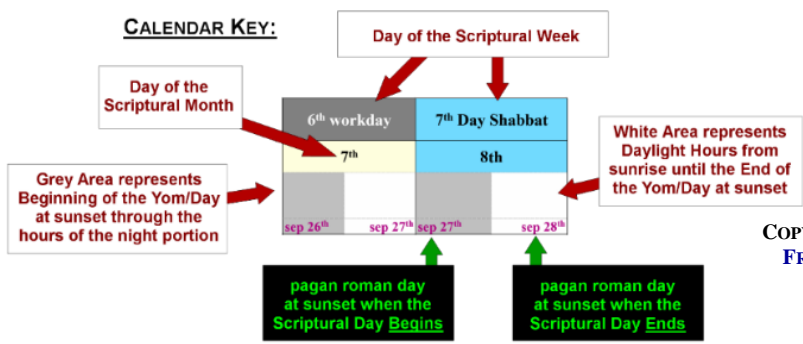 CALENDAR KEY:
Day of the Scriptural Week
Day of the
Scriptural Month
6th workday
7th Day Shabbat
7th
8th
White Area represents
Daylight Hours from
sunrise until the End of
the Yom/Day at sunset
Grey Area represents
Beginning of the Yom/Day
at sunset through the
hours of the night portion
sep 26th
sep 27th
sep 27th
sep 28th
COPY
FR
pagan roman day
at sunset when the
Scriptural Day Begins
pagan roman day
at sunset when the
Scriptural Day Ends